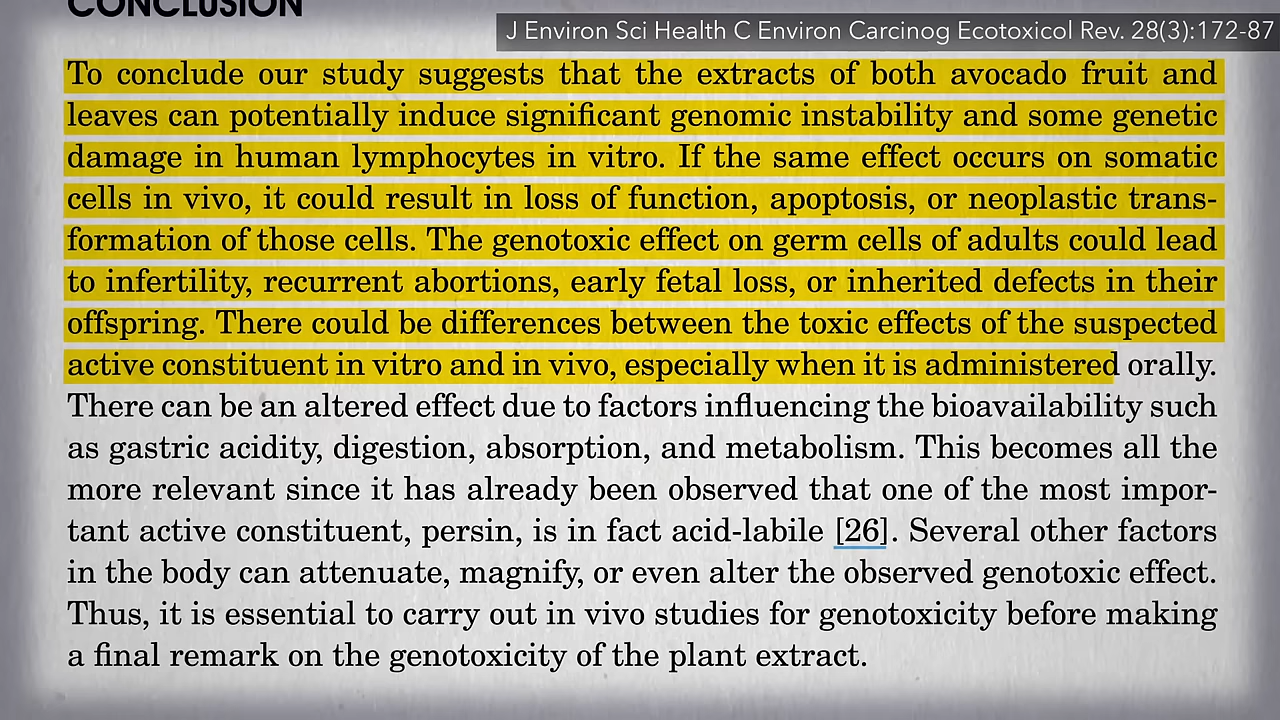 CONCLUSION
J Environ Sci Health C Environ Carcinog Ecotoxicol Rev. 28(3):172-87
To conclude our study suggests that the extracts of both avocado fruit and
leaves can potentially induce significant genomic instability and some genetic
damage in human lymphocytes in vitro. If the same effect occurs on somatic
cells in vivo, it could result in loss of function, apoptosis, or neoplastic trans-
formation of those cells. The genotoxic effect on germ cells of adults could lead
to infertility, recurrent abortions, early fetal loss, or inherited defects in their
offspring. There could be differences between the toxic effects of the suspected
active constituent in vitro and in vivo, especially when it is administered orally.
There can be an altered effect due to factors influencing the bioavailability such
as gastric acidity, digestion, absorption, and metabolism. This becomes all the
more relevant since it has already been observed that one of the most impor-
tant active constituent, persin, is in fact acid-labile [26]. Several other factors
in the body can attenuate, magnify, or even alter the observed genotoxic effect.
Thus, it is essential to carry out in vivo studies for genotoxicity before making
a final remark on the genotoxicity of the plant extract.